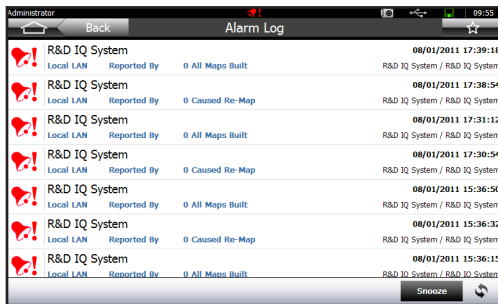 Administrator 09:55
Back Alarm Log
R&D IQ System 08/01/2011 17:39:18
Local LAN Reported By 0 All Maps Built R&D IQ System / R&D IQ System
R&D IQ System 08/01/2011 17:38:54
Local LAN Reported By 0 Caused Re-Map R&D IQ System / R&D IQ System
R&D IQ System 08/01/2011 17:31:12
Local LAN Reported By 0 All Maps Built R&D IQ System / R&D IQ System
R&D IQ System 08/01/2011 17:30:54
Local LAN Reported By 0 Caused Re-Map R&D IQ System / R&D IQ System
R&D IQ System 08/01/2011 15:36:50
Local LAN Reported By 0 All Maps Built R&D IQ System / R&D IQ System
R&D IQ System 08/01/2011 15:36:32
Local LAN Reported By 0 Caused Re-Map R&D IQ System / R&D IQ System
R&D IQ System 08/01/2011 15:36:15
Local LAN Reported By 0 All Maps Built R&D IQ System / R&D IQ System
Snooze